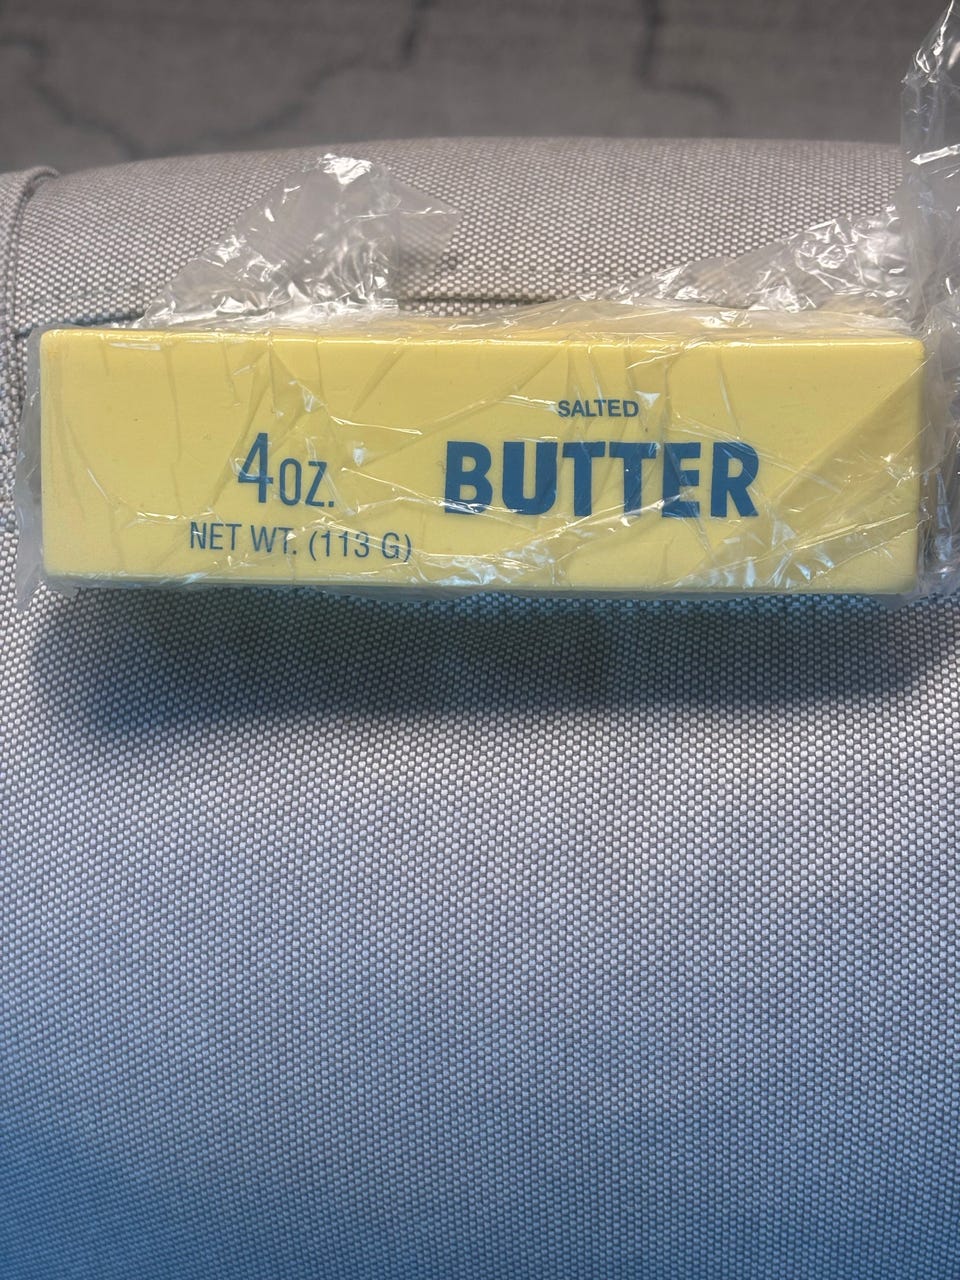 SALTED
4OZ. BUTTER
NET WT. (113 G)